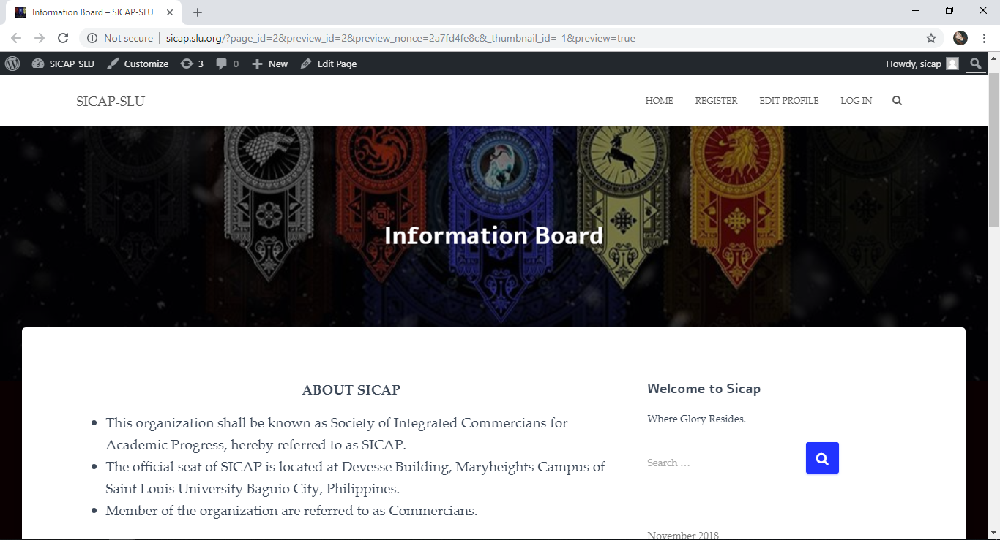 Information Board – SICAP-SLU
Not secure | sicap.slu.org/?page_id=2&preview_id=2&preview_nonce=2a7fd4fe8c&_thumbnail_id=-1&preview=true
SICAP-SLU Customize 3 0 New Edit Page Howdy, sicap
SICAP-SLU HOME REGISTER EDIT PROFILE LOG IN
Information Board
ABOUT SICAP
• This organization shall be known as Society of Integrated Commercians for
Academic Progress, hereby referred to as SICAP.
• The official seat of SICAP is located at Devesse Building, Maryheights Campus of
Saint Louis University Baguio City, Philippines.
• Member of the organization are referred to as Commercians.
Welcome to Sicap
Where Glory Resides.
Search …
November 2018